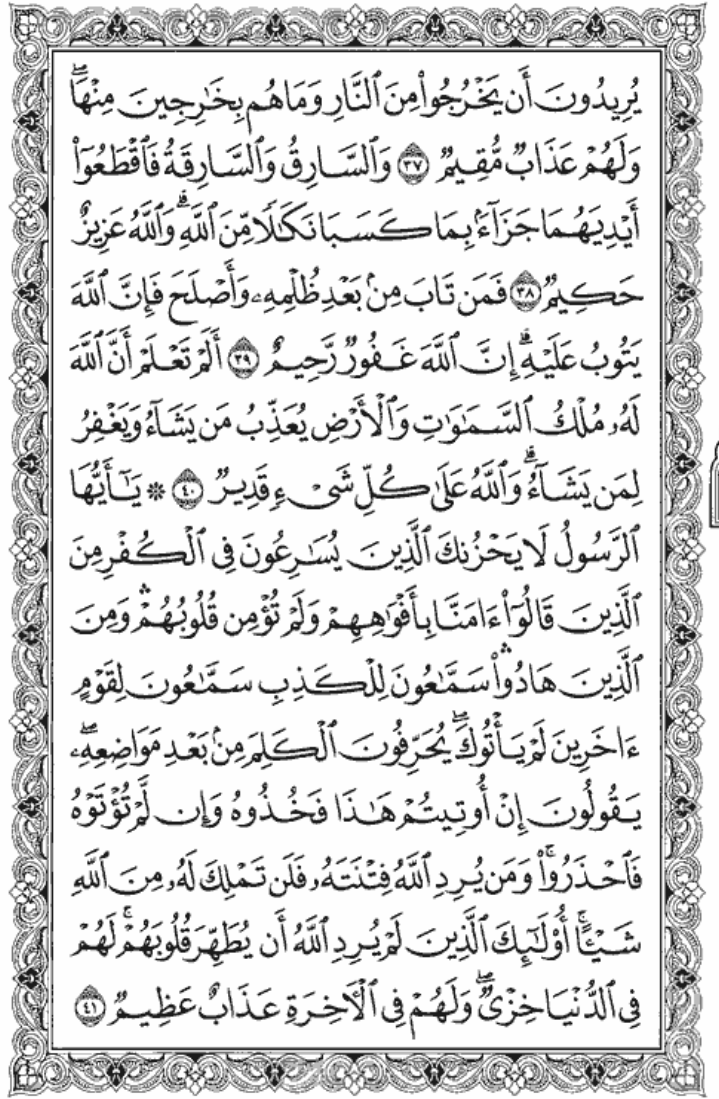 يُرِيدُونَ أَن يَخْرُجُوا۟ مِنَ ٱلنَّارِ وَمَا هُم بِخَـٰرِجِينَ مِنْهَا ۖ
وَلَهُمْ عَذَابٌ مُّقِيمٌ ٣٧ وَٱلسَّارِقُ وَٱلسَّارِقَةُ فَٱقْطَعُوٓا۟
أَيْدِيَهُمَا جَزَآءًۢ بِمَا كَسَبَا نَكَـٰلًا مِّنَ ٱللَّهِ ۗ وَٱللَّهُ عَزِيزٌ
حَكِيمٌ ٣٨ فَمَن تَابَ مِنۢ بَعْدِ ظُلْمِهِۦ وَأَصْلَحَ فَإِنَّ ٱللَّهَ
يَتُوبُ عَلَيْهِ ۗ إِنَّ ٱللَّهَ غَفُورٌ رَّحِيمٌ ٣٩ أَلَمْ تَعْلَمْ أَنَّ ٱللَّهَ
لَهُۥ مُلْكُ ٱلسَّمَـٰوَٰتِ وَٱلْأَرْضِ يُعَذِّبُ مَن يَشَآءُ وَيَغْفِرُ
لِمَن يَشَآءُ ۗ وَٱللَّهُ عَلَىٰ كُلِّ شَىْءٍ قَدِيرٌ ٤٠ ۞ يَـٰٓأَيُّهَا
ٱلرَّسُولُ لَا يَحْزُنكَ ٱلَّذِينَ يُسَـٰرِعُونَ فِى ٱلْكُفْرِ مِنَ
ٱلَّذِينَ قَالُوٓا۟ ءَامَنَّا بِأَفْوَٰهِهِمْ وَلَمْ تُؤْمِن قُلُوبُهُمْ ۛ وَمِنَ
ٱلَّذِينَ هَادُوا۟ ۛ سَمَّـٰعُونَ لِلْكَذِبِ سَمَّـٰعُونَ لِقَوْمٍ
ءَاخَرِينَ لَمْ يَأْتُوكَ ۖ يُحَرِّفُونَ ٱلْكَلِمَ مِنۢ بَعْدِ مَوَاضِعِهِۦ ۖ
يَقُولُونَ إِنْ أُوتِيتُمْ هَـٰذَا فَخُذُوهُ وَإِن لَّمْ تُؤْتَوْهُ
فَٱحْذَرُوا۟ ۚ وَمَن يُرِدِ ٱللَّهُ فِتْنَتَهُۥ فَلَن تَمْلِكَ لَهُۥ مِنَ ٱللَّهِ
شَيْـًٔا ۚ أُو۟لَـٰٓئِكَ ٱلَّذِينَ لَمْ يُرِدِ ٱللَّهُ أَن يُطَهِّرَ قُلُوبَهُمْ ۚ لَهُمْ
فِى ٱلدُّنْيَا خِزْىٌ ۖ وَلَهُمْ فِى ٱلْـَٔاخِرَةِ عَذَابٌ عَظِيمٌ ٤١